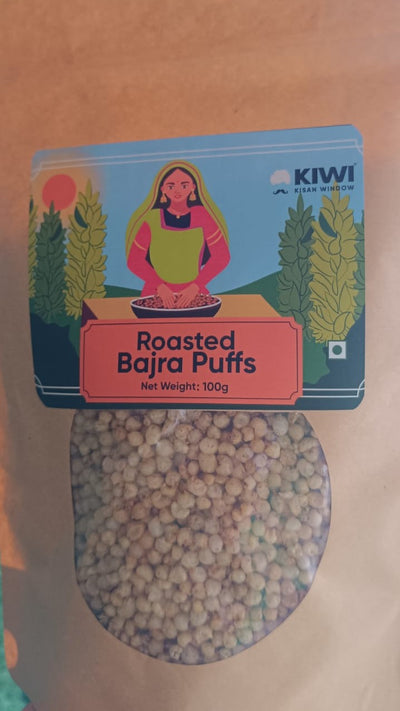 KIWI
KISAN WINDOW
Roasted
Bajra Puffs
Net Weight: 100g